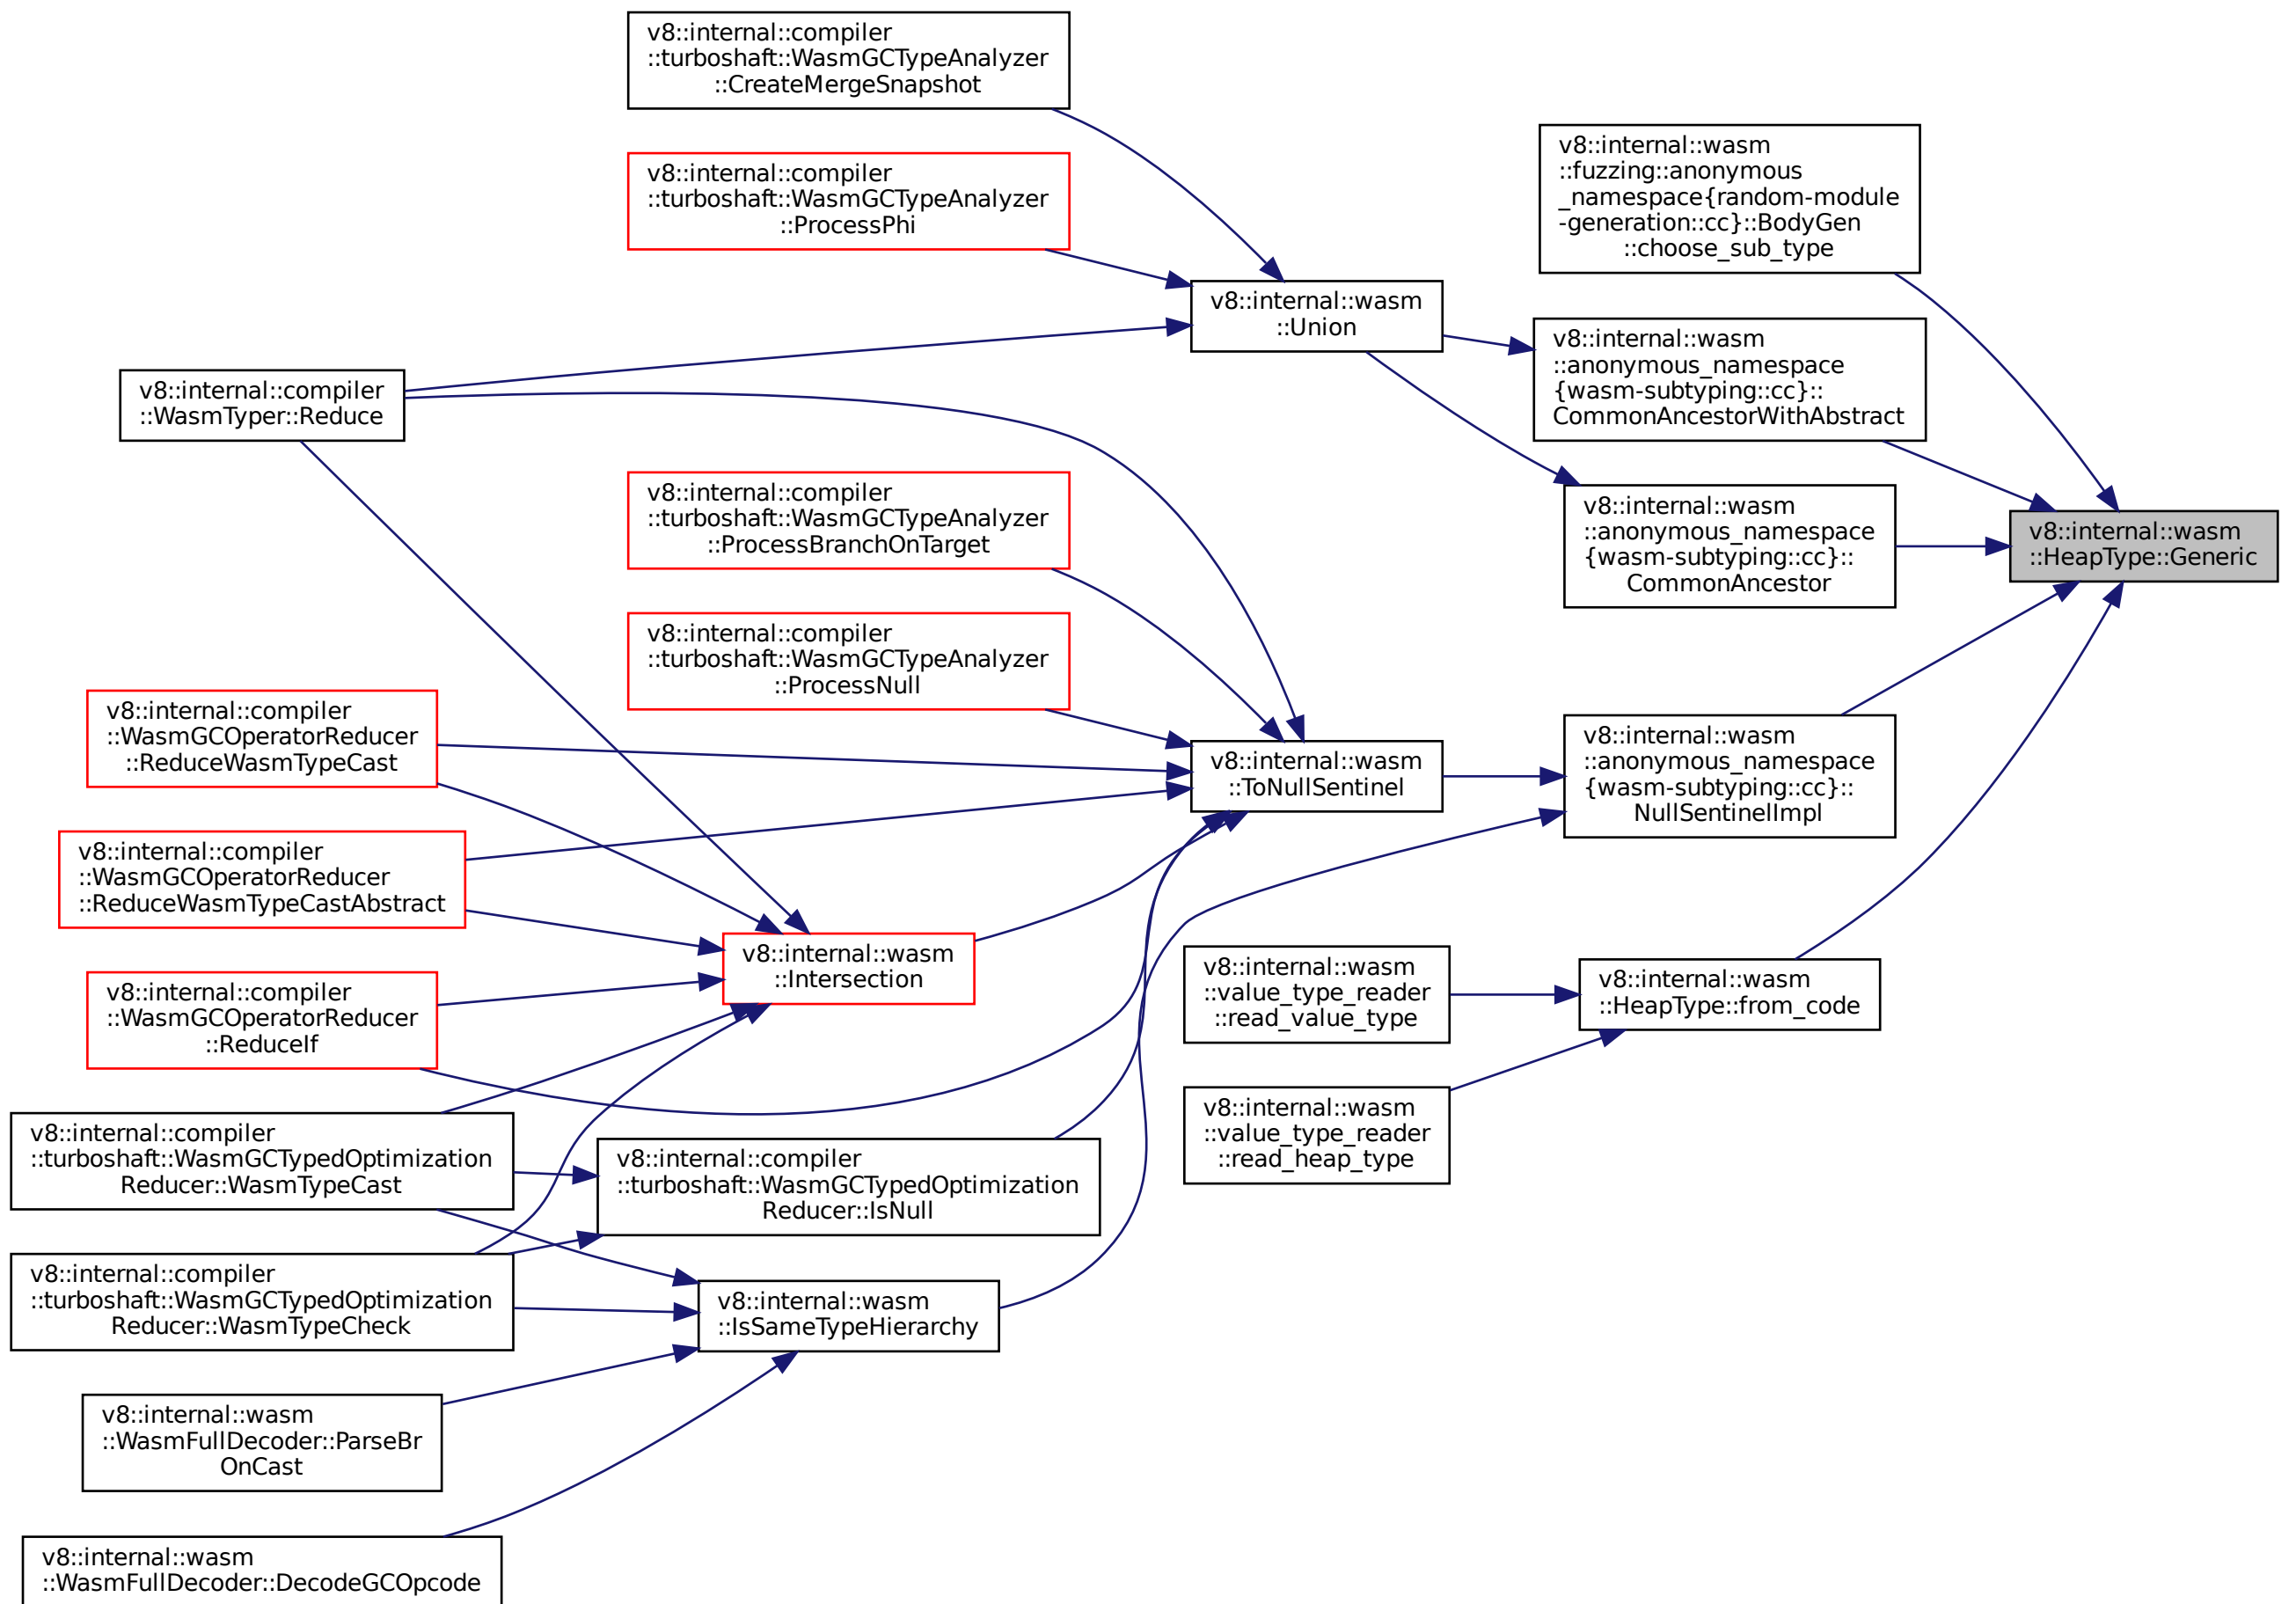 v8::internal::compiler
::turboshaft::WasmGCTypeAnalyzer
::CreateMergeSnapshot
v8::internal::compiler
::turboshaft::WasmGCTypeAnalyzer
::ProcessPhi
v8::internal::wasm
::fuzzing::anonymous
_namespace{random-module
-generation::cc}::BodyGen
::choose_sub_type
v8::internal::wasm
::Union
v8::internal::wasm
::anonymous_namespace
{wasm-subtyping::cc}::
CommonAncestorWithAbstract
v8::internal::compiler
::WasmTyper::Reduce
v8::internal::compiler
::turboshaft::WasmGCTypeAnalyzer
::ProcessBranchOnTarget
v8::internal::wasm
::anonymous_namespace
{wasm-subtyping::cc}::
CommonAncestor
v8::internal::wasm
::HeapType::Generic
v8::internal::compiler
::turboshaft::WasmGCTypeAnalyzer
::ProcessNull
v8::internal::compiler
::WasmGCOperatorReducer
::ReduceWasmTypeCast
v8::internal::wasm
::ToNullSentinel
v8::internal::wasm
::anonymous_namespace
{wasm-subtyping::cc}::
NullSentinelImpl
v8::internal::compiler
::WasmGCOperatorReducer
::ReduceWasmTypeCastAbstract
v8::internal::wasm
::Intersection
v8::internal::wasm
::value_type_reader
::read_value_type
v8::internal::wasm
::HeapType::from_code
v8::internal::compiler
::WasmGCOperatorReducer
::ReduceIf
v8::internal::wasm
::value_type_reader
::read_heap_type
v8::internal::compiler
::turboshaft::WasmGCTypedOptimization
Reducer::WasmTypeCast
v8::internal::compiler
::turboshaft::WasmGCTypedOptimization
Reducer::IsNull
v8::internal::compiler
::turboshaft::WasmGCTypedOptimization
Reducer::WasmTypeCheck
v8::internal::wasm
::IsSameTypeHierarchy
v8::internal::wasm
::WasmFullDecoder::ParseBr
OnCast
v8::internal::wasm
::WasmFullDecoder::DecodeGCOpcode